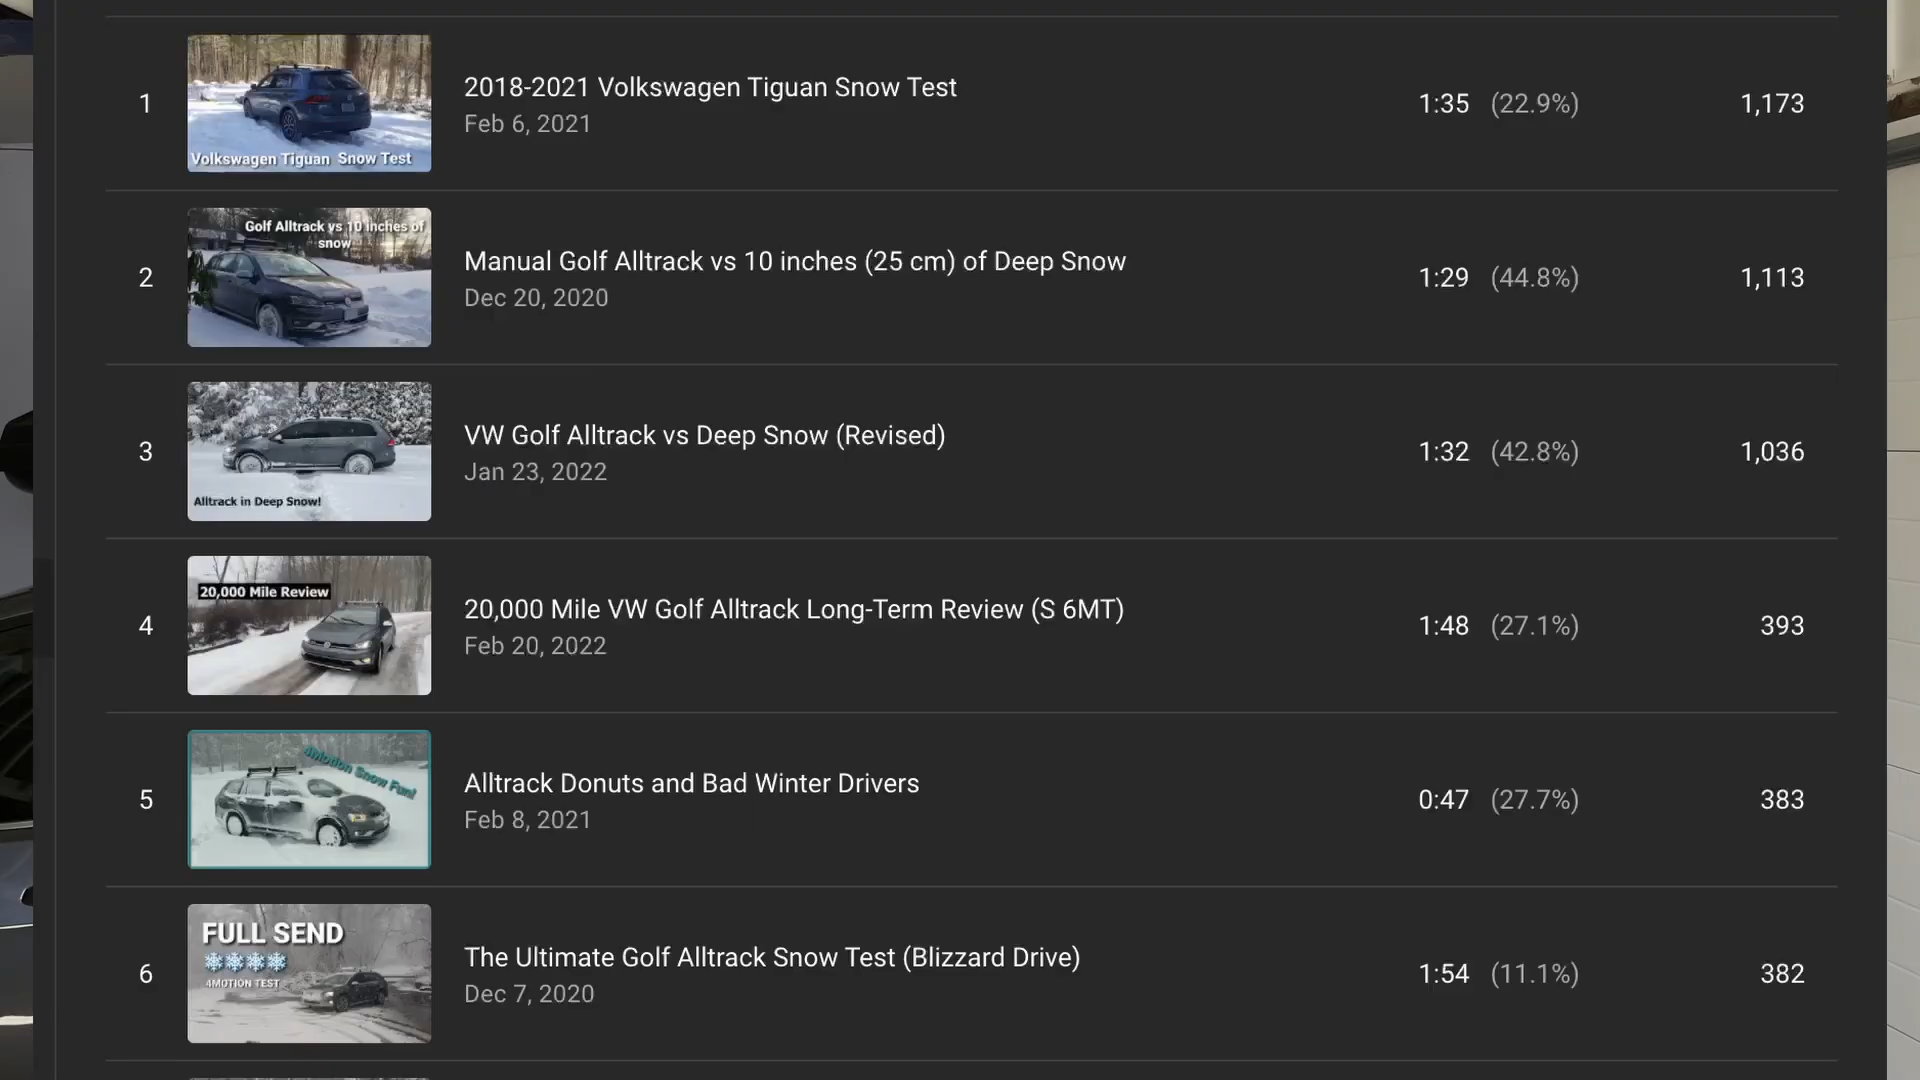 1
Volkswagen Tiguan Snow Test
2018-2021 Volkswagen Tiguan Snow Test
Feb 6, 2021
1:35 (22.9%)
1,173
2
Golf Alltrack vs 10 inches of
snow
Manual Golf Alltrack vs 10 inches (25 cm) of Deep Snow
Dec 20, 2020
1:29 (44.8%)
1,113
3
Alltrack in Deep Snow!
VW Golf Alltrack vs Deep Snow (Revised)
Jan 23, 2022
1:32 (42.8%)
1,036
4
20,000 Mile Review
20,000 Mile VW Golf Alltrack Long-Term Review (S 6MT)
Feb 20, 2022
1:48 (27.1%)
393
5
4Motion Snow Fun!
Alltrack Donuts and Bad Winter Drivers
Feb 8, 2021
0:47 (27.7%)
383
6
FULL SEND
4MOTION TEST
The Ultimate Golf Alltrack Snow Test (Blizzard Drive)
Dec 7, 2020
1:54 (11.1%)
382